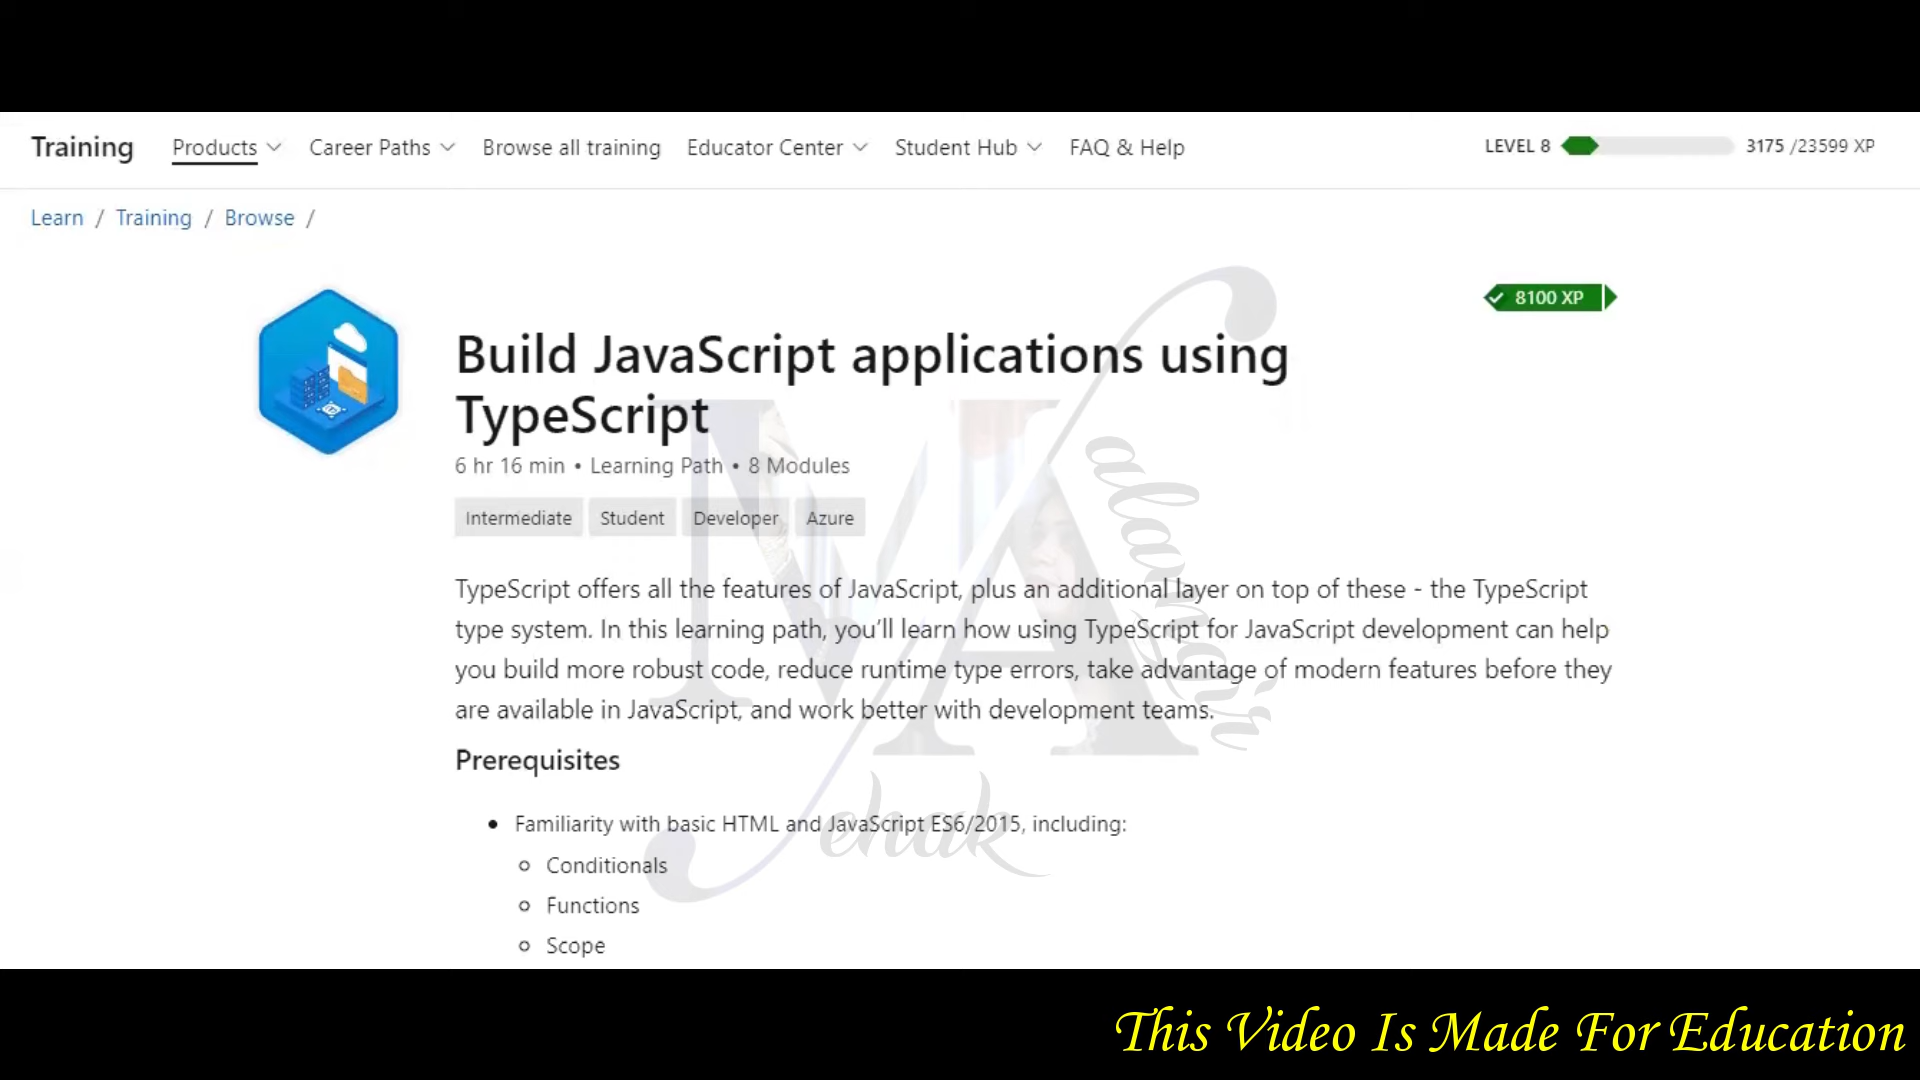 Training Products Career Paths Browse all training Educator Center Student Hub FAQ & Help LEVEL 8 3175 /23599 XP
Learn / Training / Browse /
8100 XP
Build JavaScript applications using
TypeScript
6 hr 16 min • Learning Path • 8 Modules
Intermediate Student Developer Azure
TypeScript offers all the features of JavaScript, plus an additional layer on top of these - the TypeScript
type system. In this learning path, you’ll learn how using TypeScript for JavaScript development can help
you build more robust code, reduce runtime type errors, take advantage of modern features before they
are available in JavaScript, and work better with development teams.
Prerequisites
• Familiarity with basic HTML and JavaScript ES6/2015, including:
○ Conditionals
○ Functions
○ Scope
MA
alamgir
ehak
This Video Is Made For Education